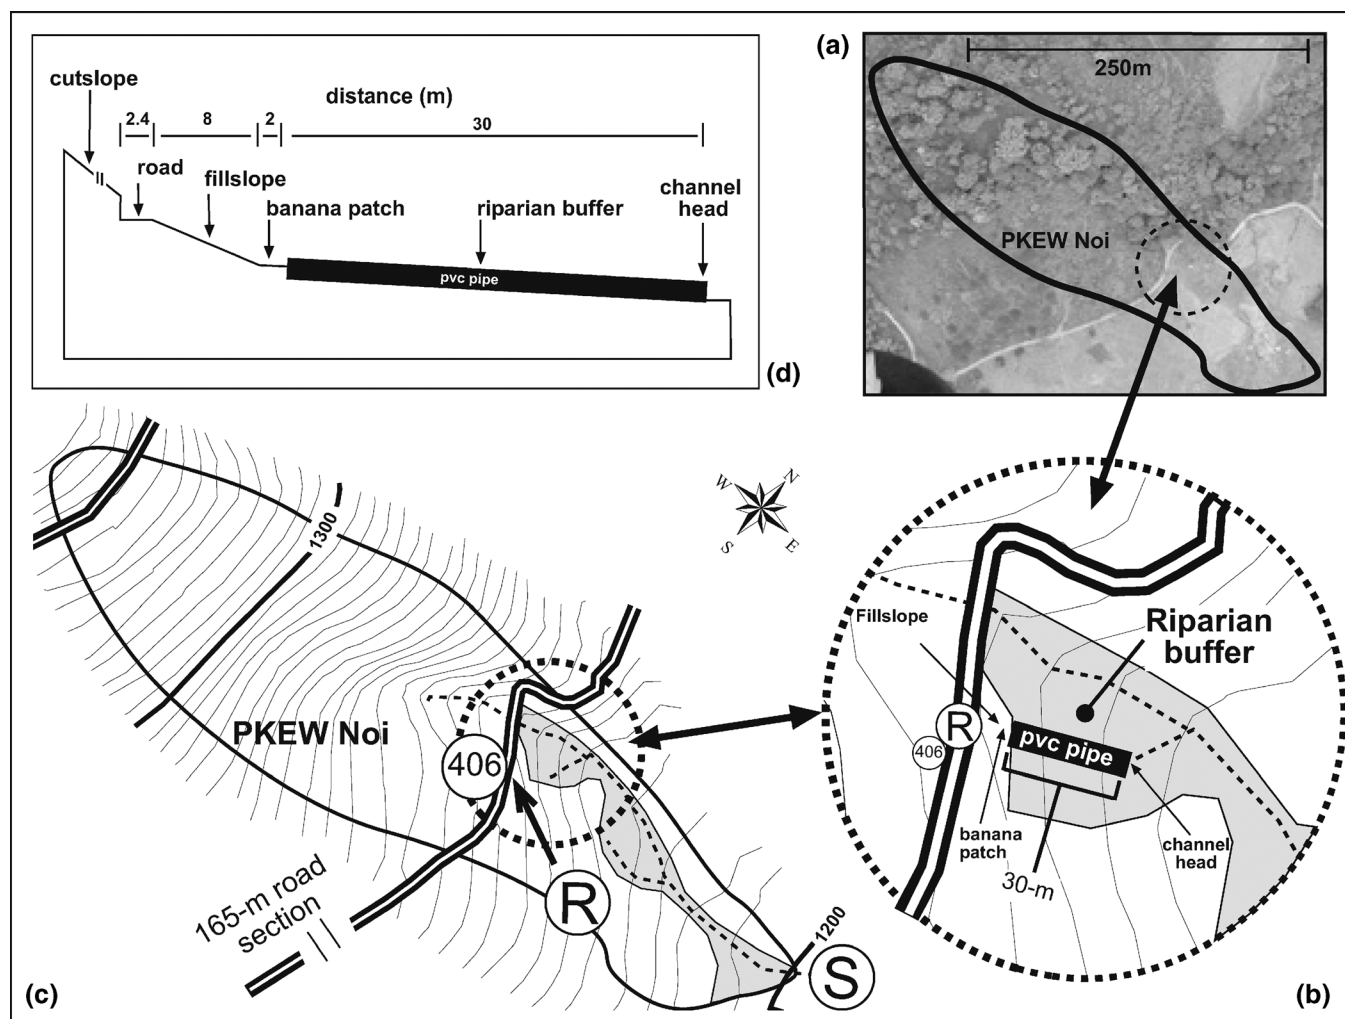 cutslope
distance (m)
2.4
8
2
30
road
fillslope
banana patch
riparian buffer
channel
head
pvc pipe
(d)
(a)
250m
PKEW Noi
1300
W
N
S
E
PKEW Noi
406
165-m road
section
R
1200
S
(c)
Fillslope
Riparian
buffer
R
406
pvc pipe
banana
patch
30-m
channel
head
(b)